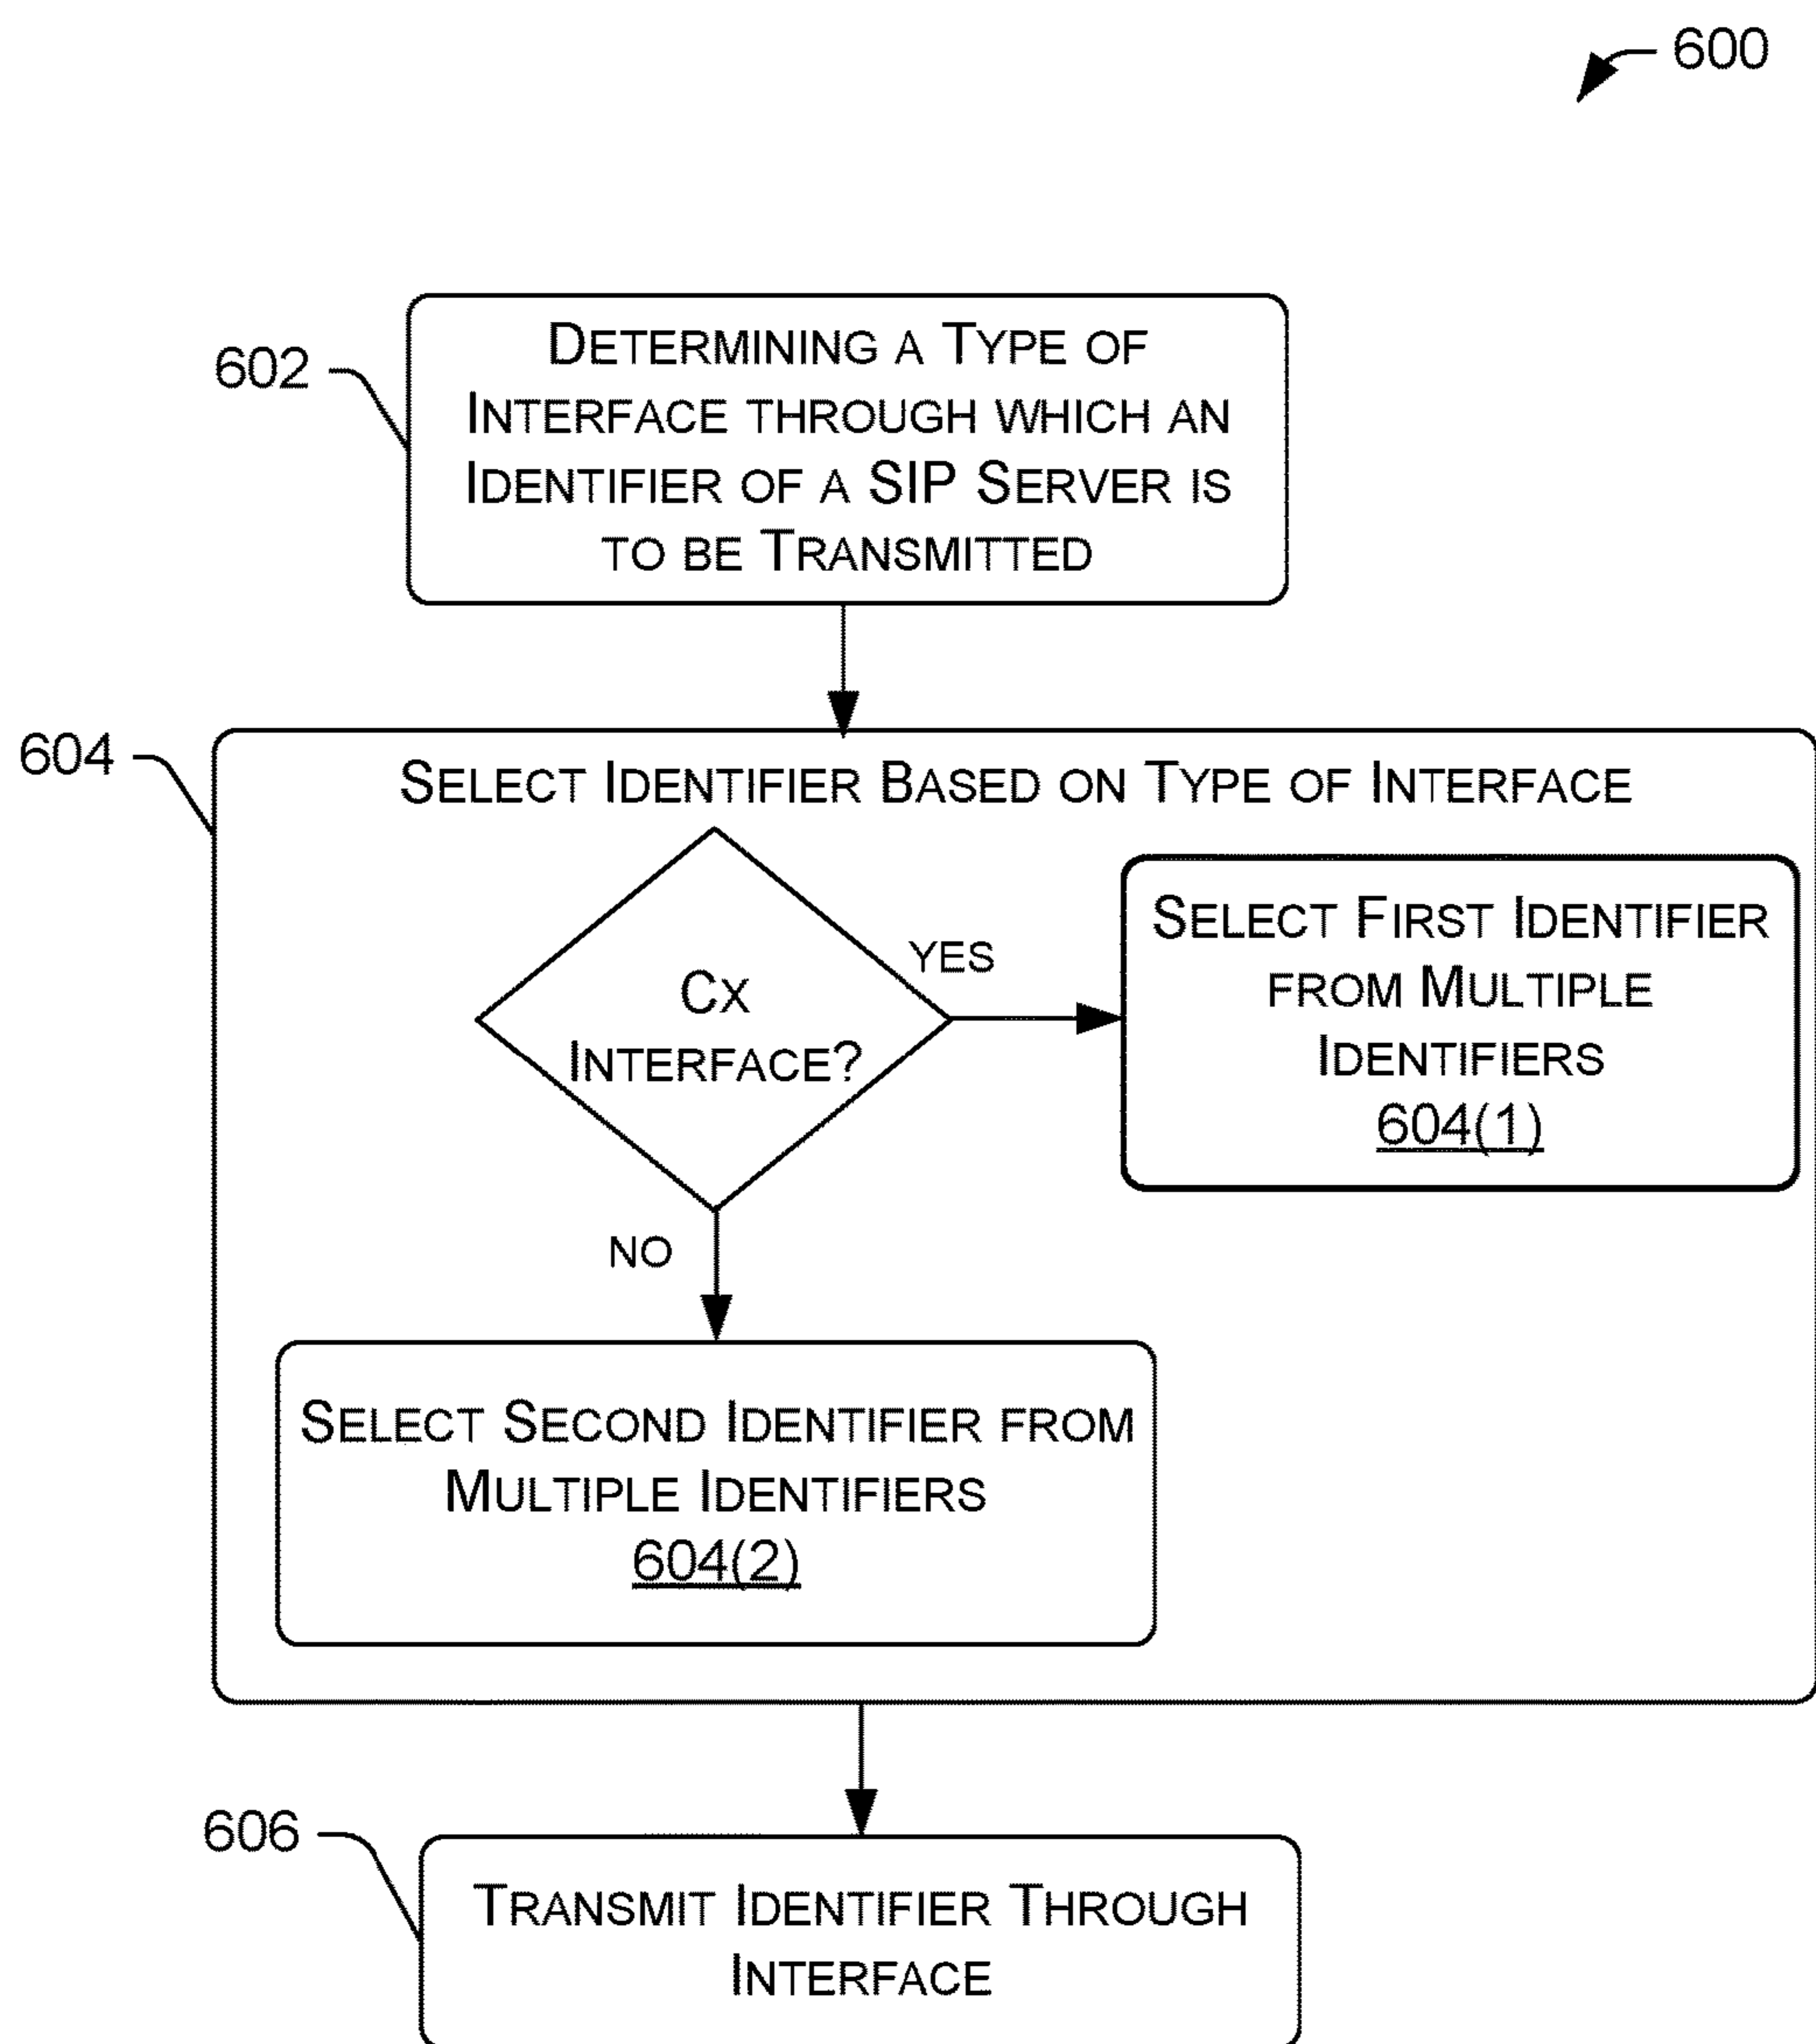 600
602
DETERMINING A TYPE OF
INTERFACE THROUGH WHICH AN
IDENTIFIER OF A SIP SERVER IS
TO BE TRANSMITTED
604
SELECT IDENTIFIER BASED ON TYPE OF INTERFACE
CX
INTERFACE?
YES
SELECT FIRST IDENTIFIER
FROM MULTIPLE
IDENTIFIERS
604(1)
NO
SELECT SECOND IDENTIFIER FROM
MULTIPLE IDENTIFIERS
604(2)
606
TRANSMIT IDENTIFIER THROUGH
INTERFACE